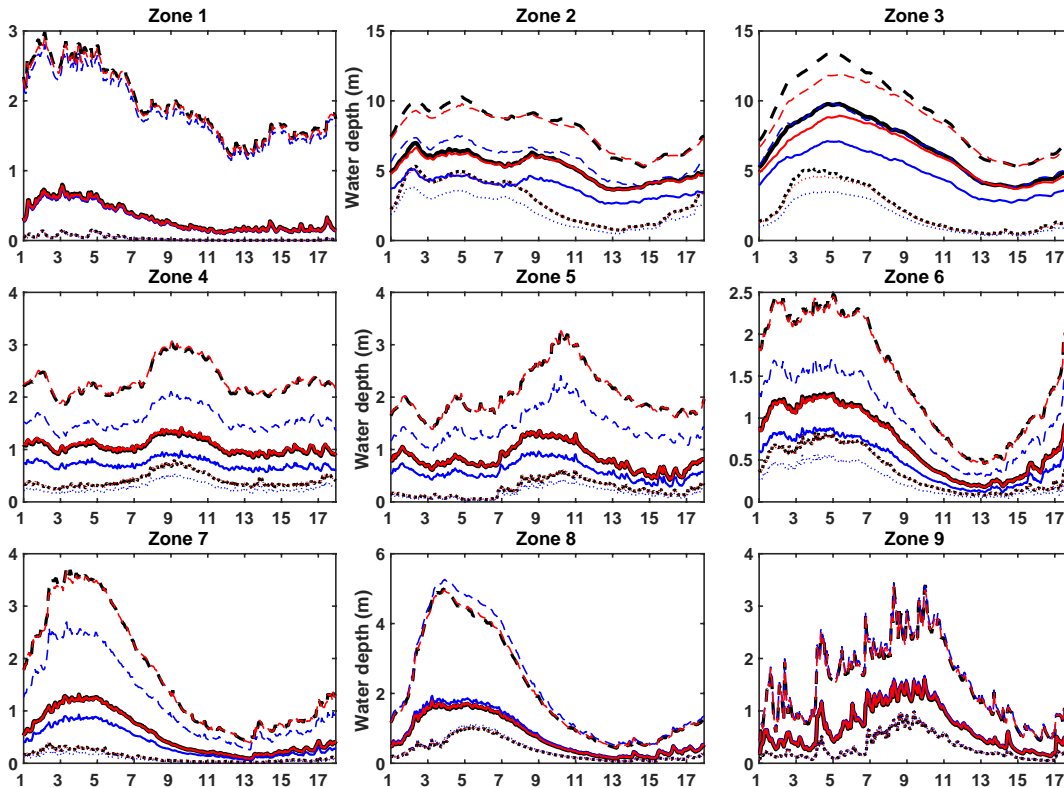 Zone 1 Zone 2 Zone 3
3 15 15
2 10 10
1 5 5
0 0 0
Water depth (m)
1 3 5 7 9 11 13 15 17 1 3 5 7 9 11 13 15 17 1 3 5 7 9 11 13 15 17
Zone 4 Zone 5 Zone 6
4 4 2.5
3 3 2
2 2 1.5
1 1 1
0 0 0.5
0
Water depth (m)
1 3 5 7 9 11 13 15 17 1 3 5 7 9 11 13 15 17 1 3 5 7 9 11 13 15 17
Zone 7 Zone 8 Zone 9
4 6 4
3 4 3
2 2 2
1 0 1
0 0
Water depth (m)
1 3 5 7 9 11 13 15 17 1 3 5 7 9 11 13 15 17 1 3 5 7 9 11 13 15 17